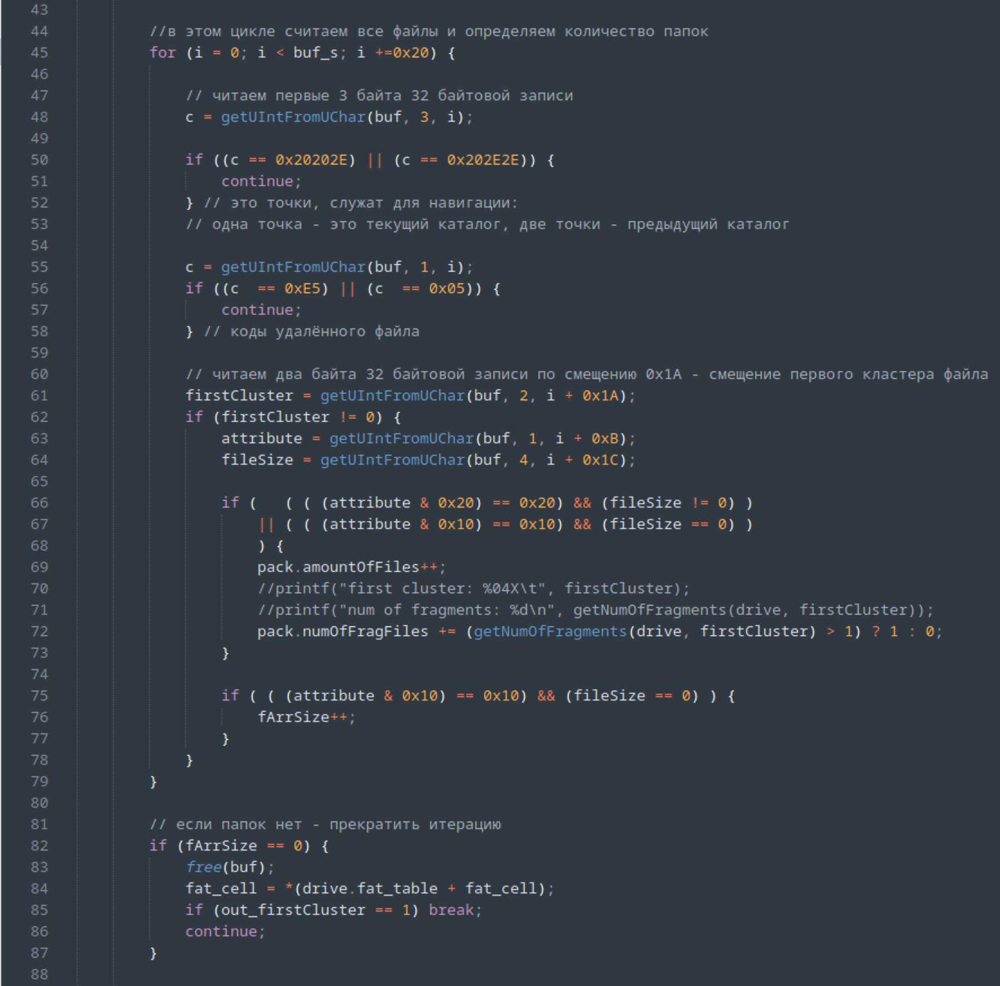 43
44 //в этом цикле считаем все файлы и определяем количество папок
45 for (i = 0; i < buf_s; i +=0x20) {
46
47 // читаем первые 3 байта 32 байтовой записи
48 c = getUIntFromUChar(buf, 3, i);
49
50 if ((c == 0x20202E) || (c == 0x202E2E)) {
51 continue;
52 } // это точки, служат для навигации:
53 // одна точка - это текущий каталог, две точки - предыдущий каталог
54
55 c = getUIntFromUChar(buf, 1, i);
56 if ((c  == 0xE5) || (c  == 0x05)) {
57 continue;
58 } // коды удалённого файла
59
60 // читаем два байта 32 байтовой записи по смещению 0x1A - смещение первого кластера файла
61 firstCluster = getUIntFromUChar(buf, 2, i + 0x1A);
62 if (firstCluster != 0) {
63 attribute = getUIntFromUChar(buf, 1, i + 0xB);
64 fileSize = getUIntFromUChar(buf, 4, i + 0x1C);
65
66 if (   ( ( (attribute & 0x20) == 0x20) && (fileSize != 0) )
67 || ( ( (attribute & 0x10) == 0x10) && (fileSize == 0) )
68 ) {
69 pack.amountOfFiles++;
70 //printf("first cluster: %04X\t", firstCluster);
71 //printf("num of fragments: %d\n", getNumOfFragments(drive, firstCluster));
72 pack.numOfFragFiles += (getNumOfFragments(drive, firstCluster) > 1) ? 1 : 0;
73 }
74
75 if ( ( (attribute & 0x10) == 0x10) && (fileSize == 0) ) {
76 fArrSize++;
77 }
78 }
79 }
80
81 // если папок нет - прекратить итерацию
82 if (fArrSize == 0) {
83 free(buf);
84 fat_cell = *(drive.fat_table + fat_cell);
85 if (out_firstCluster == 1) break;
86 continue;
87 }
88